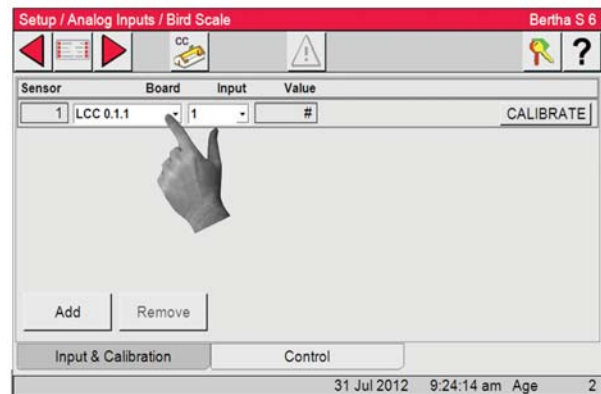 Setup / Analog Inputs / Bird Scale Bertha S 6
CC
?
Sensor Board Input Value
1 LCC 0.1.1 1 # CALIBRATE
Add Remove
Input & Calibration Control
31 Jul 2012 9:24:14 am Age 2